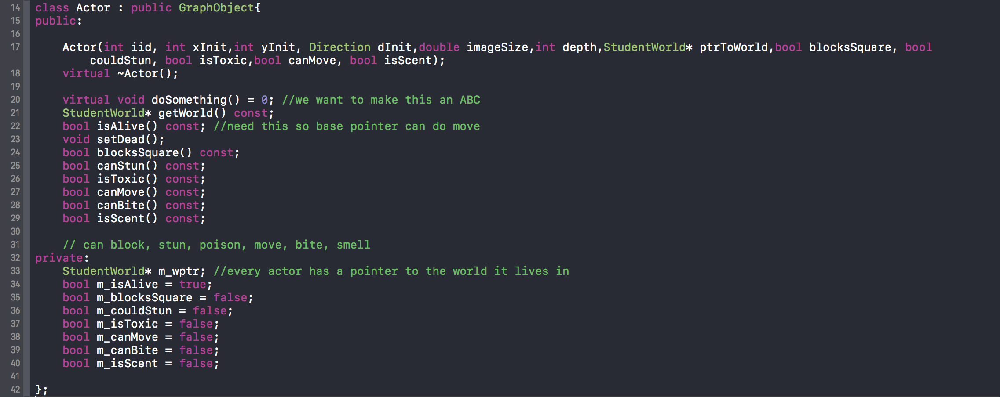 14 class Actor : public GraphObject{
15 public:
16
17     Actor(int iid, int xInit,int yInit, Direction dInit,double imageSize,int depth,StudentWorld* ptrToWorld,bool blocksSquare, bool
        couldStun, bool isToxic,bool canMove, bool isScent);
18     virtual ~Actor();
19
20     virtual void doSomething() = 0; //we want to make this an ABC
21     StudentWorld* getWorld() const;
22     bool isAlive() const; //need this so base pointer can do move
23     void setDead();
24     bool blocksSquare() const;
25     bool canStun() const;
26     bool isToxic() const;
27     bool canMove() const;
28     bool canBite() const;
29     bool isScent() const;
30
31     // can block, stun, poison, move, bite, smell
32 private:
33     StudentWorld* m_wptr; //every actor has a pointer to the world it lives in
34     bool m_isAlive = true;
35     bool m_blocksSquare = false;
36     bool m_couldStun = false;
37     bool m_isToxic = false;
38     bool m_canMove = false;
39     bool m_canBite = false;
40     bool m_isScent = false;
41
42 };